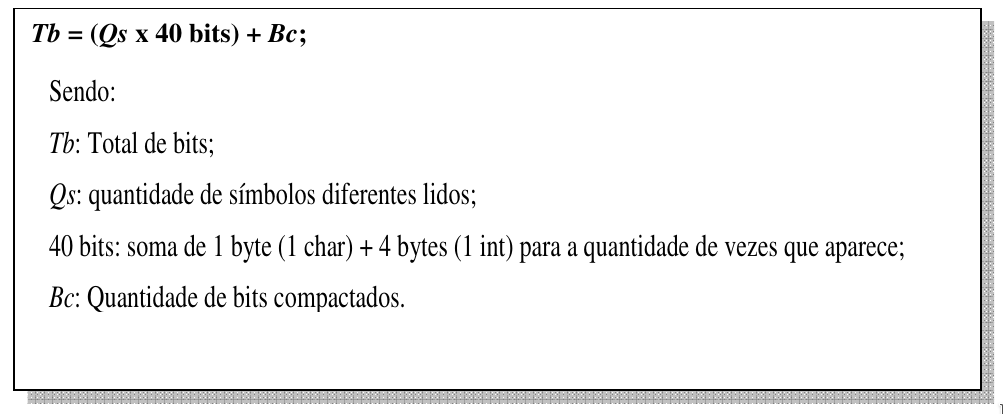 Tb = (Qs x 40 bits) + Bc;
Sendo:
Tb: Total de bits;
Qs: quantidade de símbolos diferentes lidos;
40 bits: soma de 1 byte (1 char) + 4 bytes (1 int) para a quantidade de vezes que aparece;
Bc: Quantidade de bits compactados.